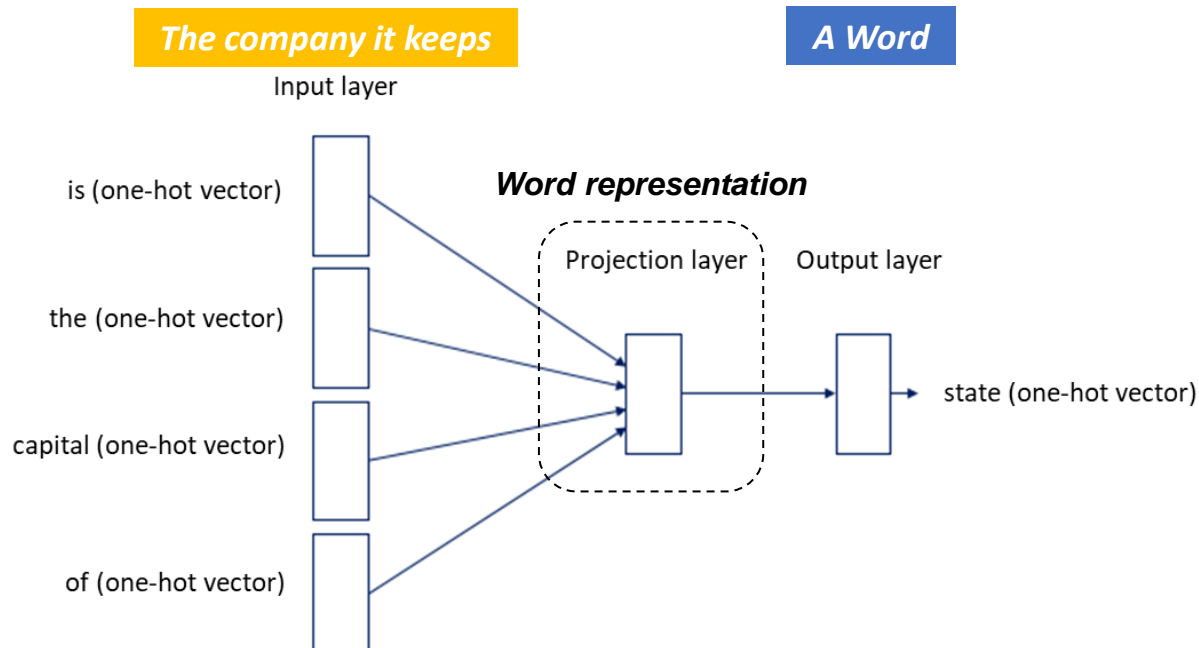 The company it keeps
A Word
Input layer
is (one-hot vector)
Word representation
Projection layer
Output layer
the (one-hot vector)
state (one-hot vector)
capital (one-hot vector)
of (one-hot vector)